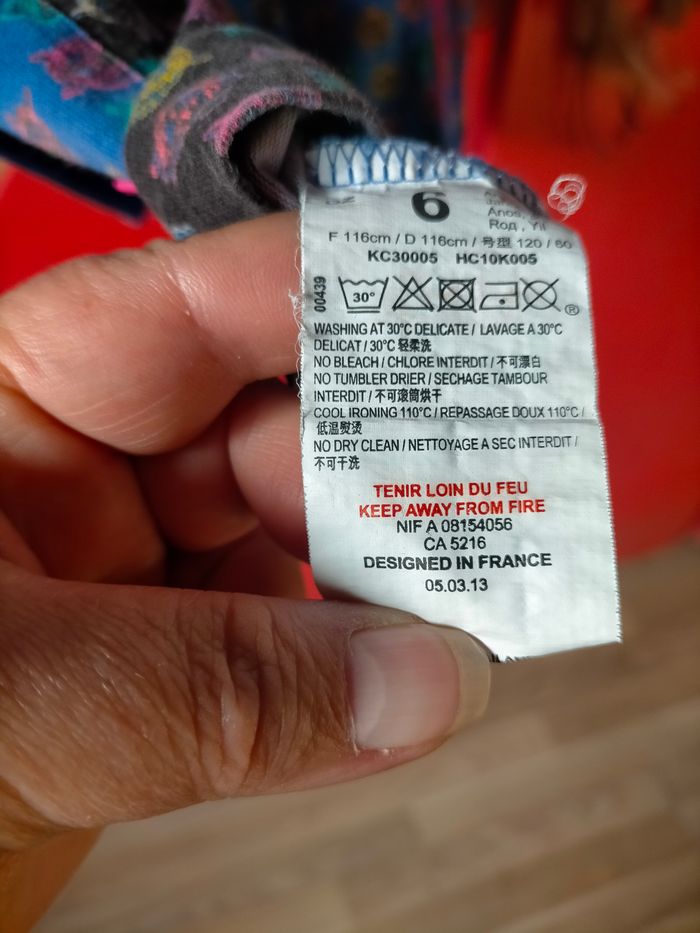 6
Anos,
Год , Yıl
F 116cm / D 116cm / 号型 120 / 60
KC30005 HC10K005
00439
30°
®
WASHING AT 30°C DELICATE / LAVAGE A 30°C
DELICAT / 30°C 轻柔洗
NO BLEACH / CHLORE INTERDIT / 不可漂白
NO TUMBLER DRIER / SECHAGE TAMBOUR
INTERDIT / 不可滚筒烘干
COOL IRONING 110°C / REPASSAGE DOUX 110°C /
低温熨烫
NO DRY CLEAN / NETTOYAGE A SEC INTERDIT /
不可干洗
TENIR LOIN DU FEU
KEEP AWAY FROM FIRE
NIF A 08154056
CA 5216
DESIGNED IN FRANCE
05.03.13